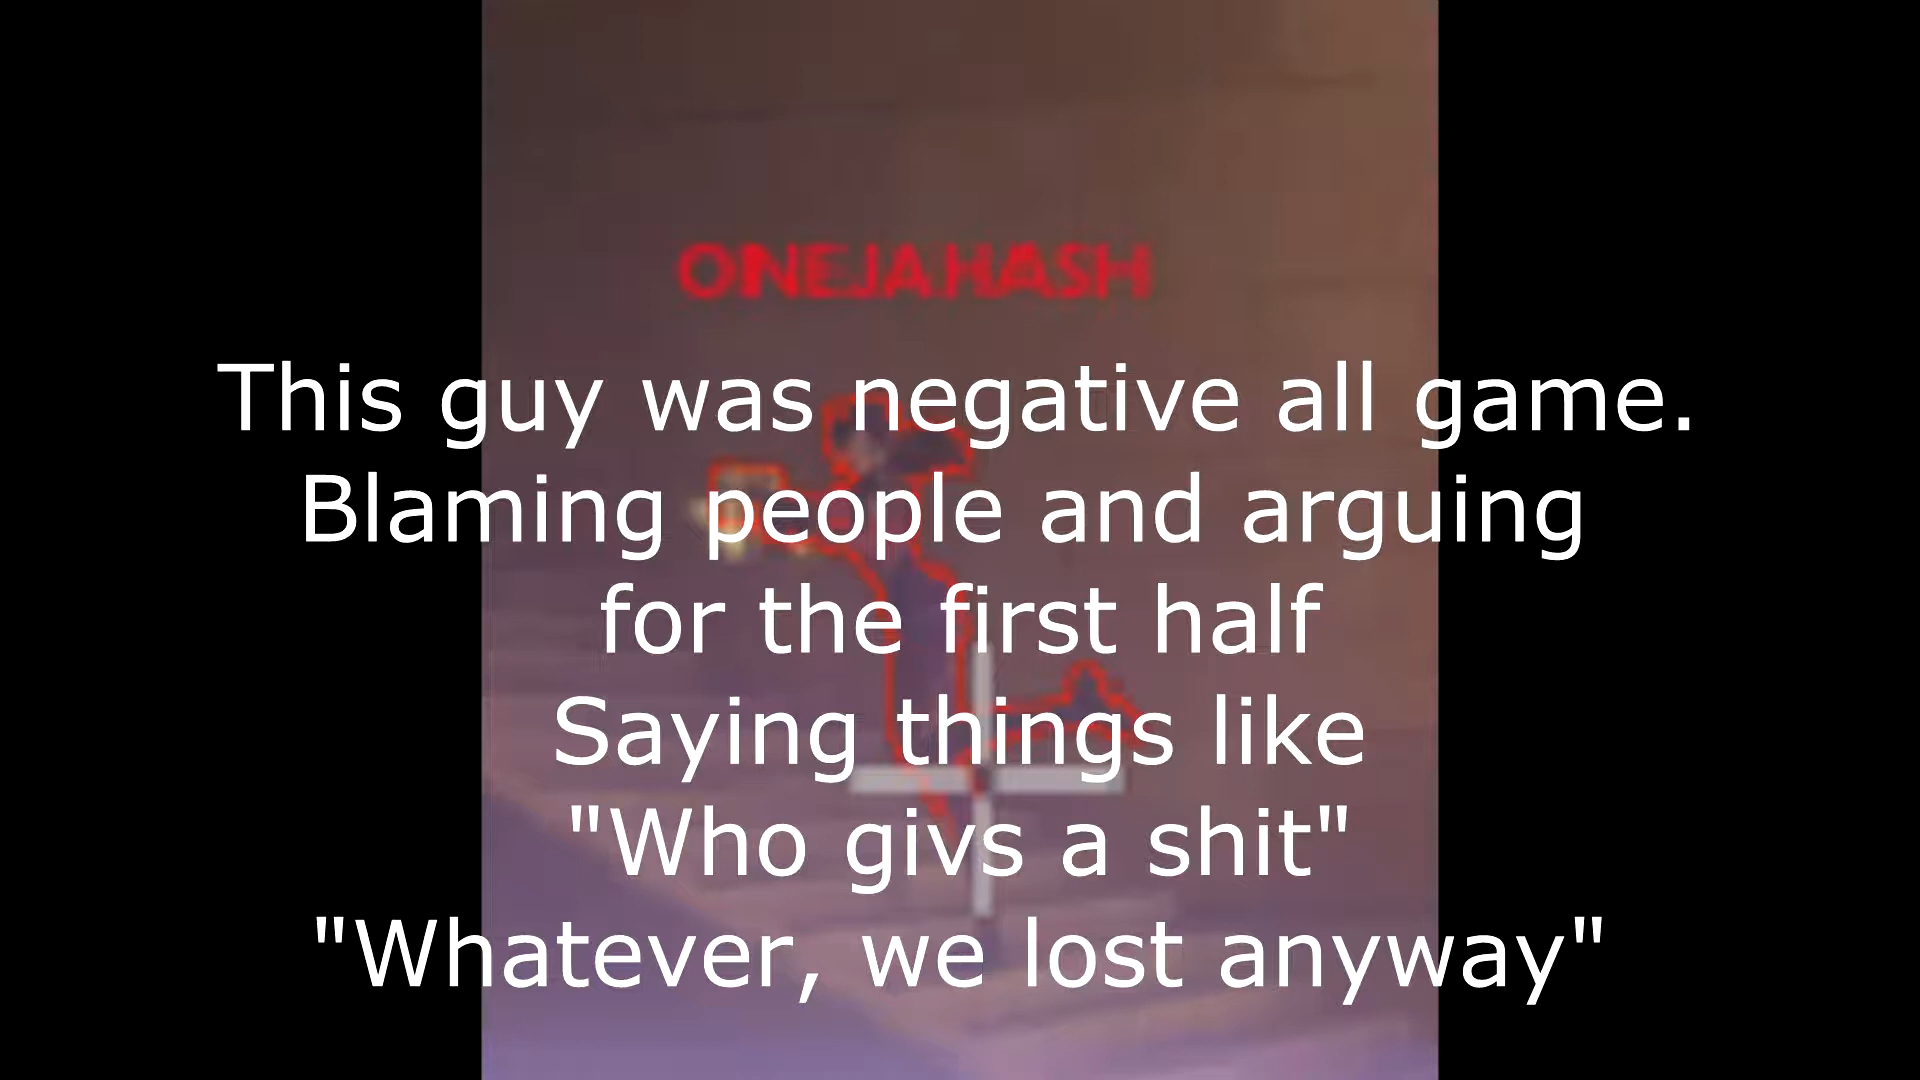 ONEJAHASH
This guy was negative all game.
Blaming people and arguing
for the first half
Saying things like
"Who givs a shit"
"Whatever, we lost anyway"